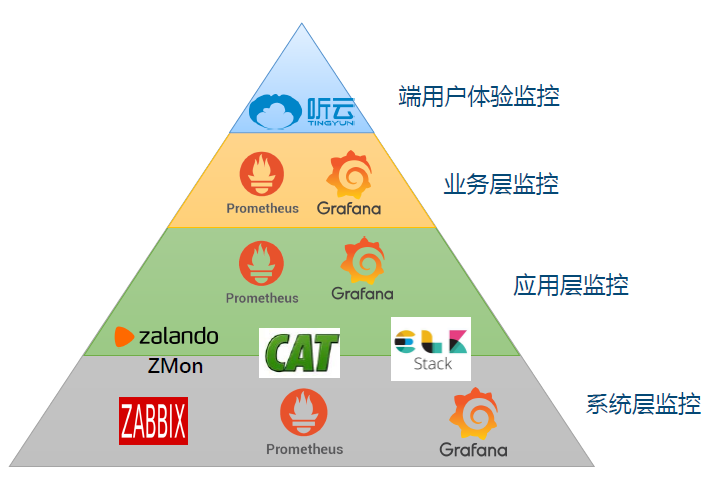 听云
TINGYUN
端用户体验监控
Prometheus
Grafana
业务层监控
Prometheus
Grafana
应用层监控
zalando
ZMon
CAT
ELK
Stack
ZABBIX
Prometheus
Grafana
系统层监控